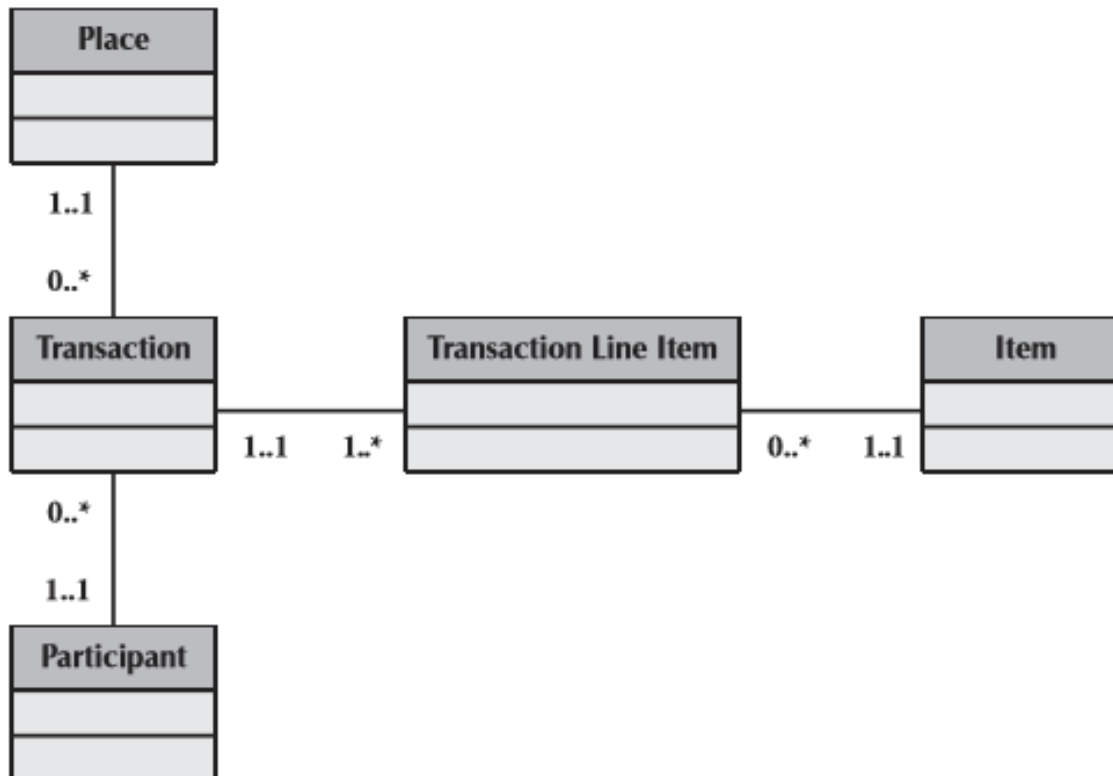 Place
1..1
0..*
Transaction
Transaction Line Item
Item
1..1
1..*
0..*
1..1
0..*
1..1
Participant